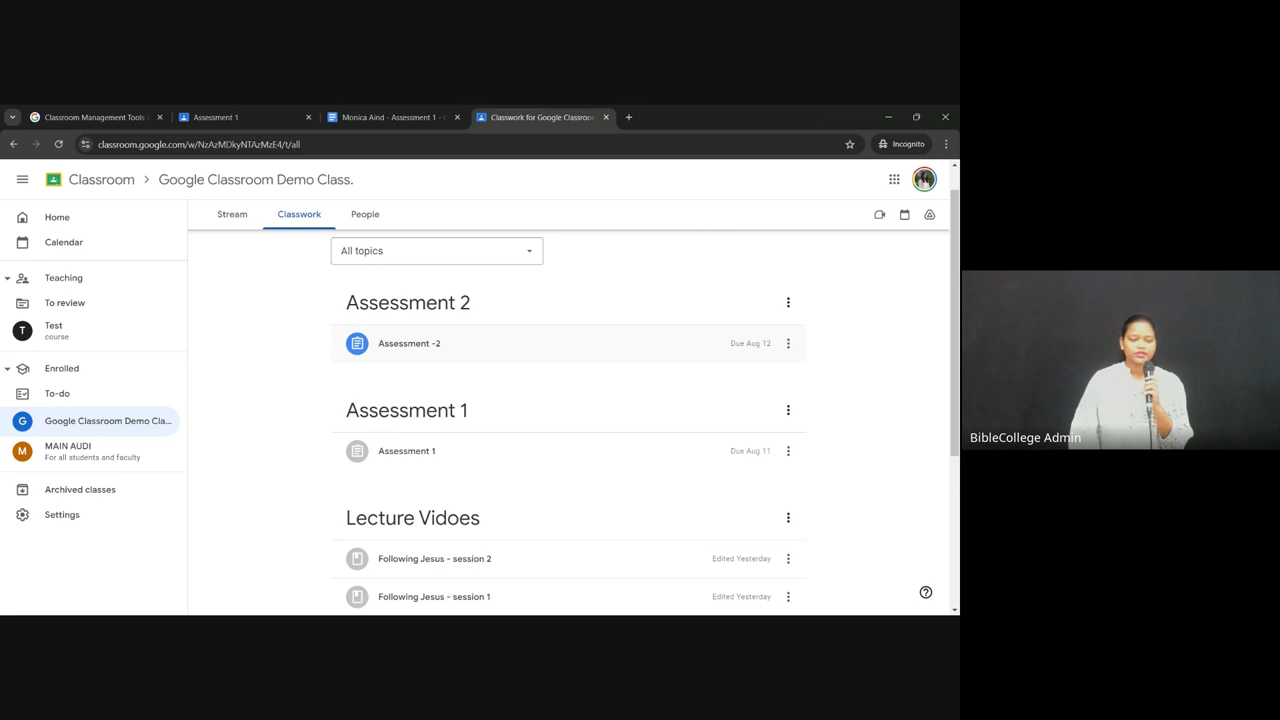 Classroom Management Tools
Assessment 1
Monica Aind - Assessment 1 -
Classwork for Google Classroom
classroom.google.com/w/NzAzMDkyNTAzMzE4/t/all
Incognito
Classroom
Google Classroom Demo Class.
Home
Calendar
Teaching
To review
T
Test
course
Enrolled
To-do
G
Google Classroom Demo Cla...
M
MAIN AUDI
For all students and faculty
Archived classes
Settings
Stream
Classwork
People
All topics
Assessment 2
Assessment -2
Due Aug 12
Assessment 1
Assessment 1
Due Aug 11
Lecture Vidoes
Following Jesus - session 2
Edited Yesterday
Following Jesus - session 1
Edited Yesterday
BibleCollege Admin